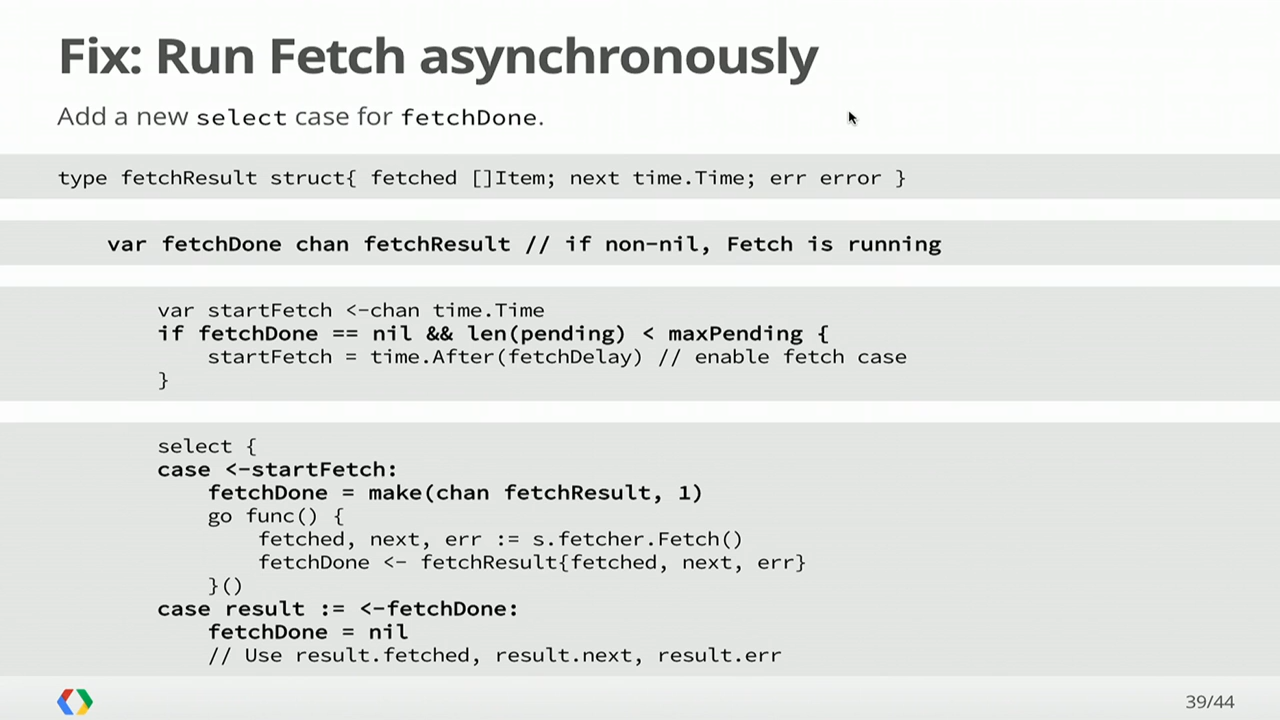 Fix: Run Fetch asynchronously
Add a new select case for fetchDone.
type fetchResult struct{ fetched []Item; next time.Time; err error }
var fetchDone chan fetchResult // if non-nil, Fetch is running
var startFetch <-chan time.Time
if fetchDone == nil && len(pending) < maxPending {
startFetch = time.After(fetchDelay) // enable fetch case
}
select {
case <-startFetch:
fetchDone = make(chan fetchResult, 1)
go func() {
fetched, next, err := s.fetcher.Fetch()
fetchDone <- fetchResult{fetched, next, err}
}()
case result := <-fetchDone:
fetchDone = nil
// Use result.fetched, result.next, result.err
39/44